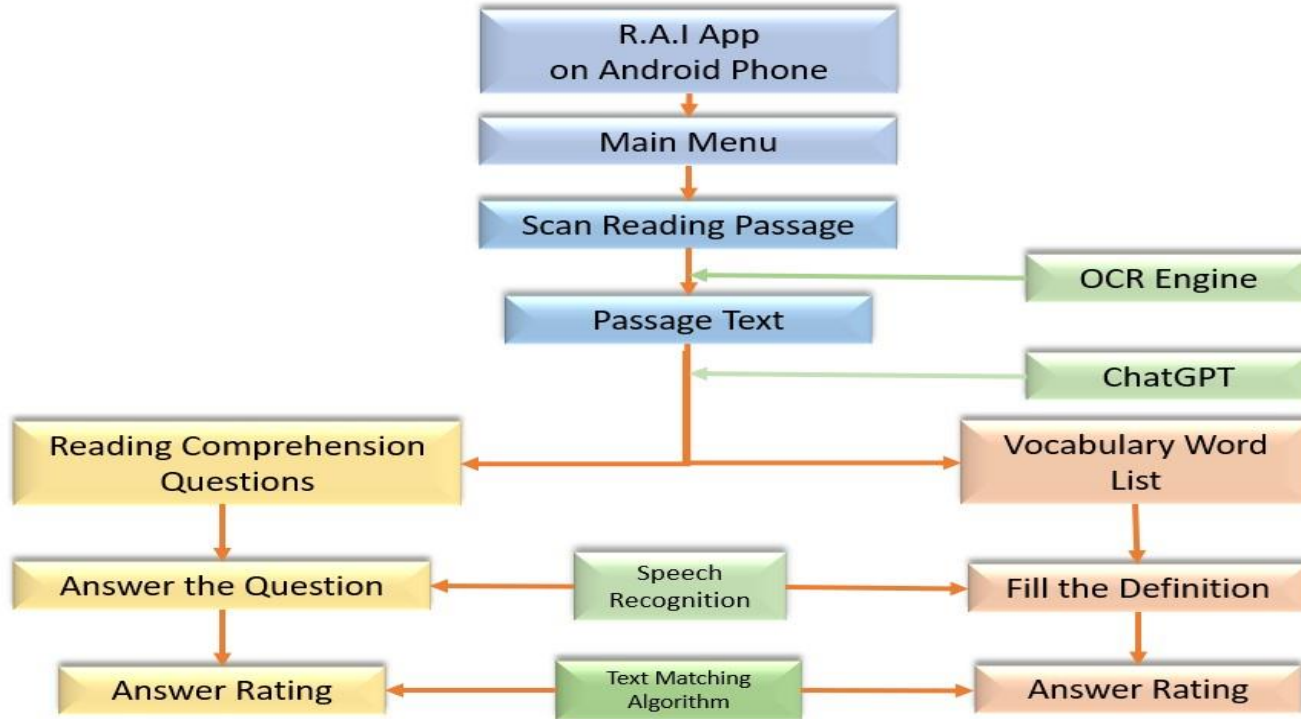 R.A.I App
on Android Phone
Main Menu
Scan Reading Passage
OCR Engine
Passage Text
ChatGPT
Reading Comprehension
Questions
Vocabulary Word
List
Answer the Question
Speech
Recognition
Fill the Definition
Answer Rating
Text Matching
Algorithm
Answer Rating